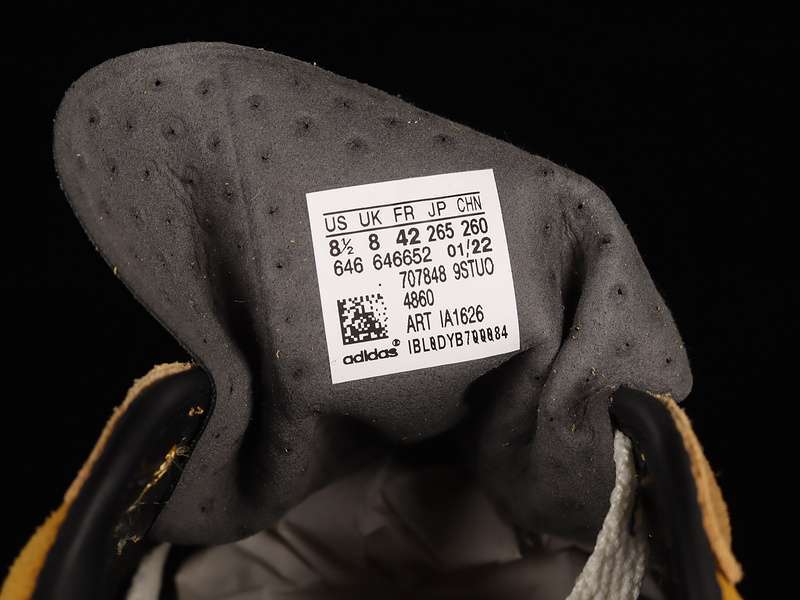 US UK FR JP CHN
8½ 8 42 265 260
646 646652 01/22
707848 9STUO
4860
ART IA1626
adidas® IBLQDYB7QQQ84